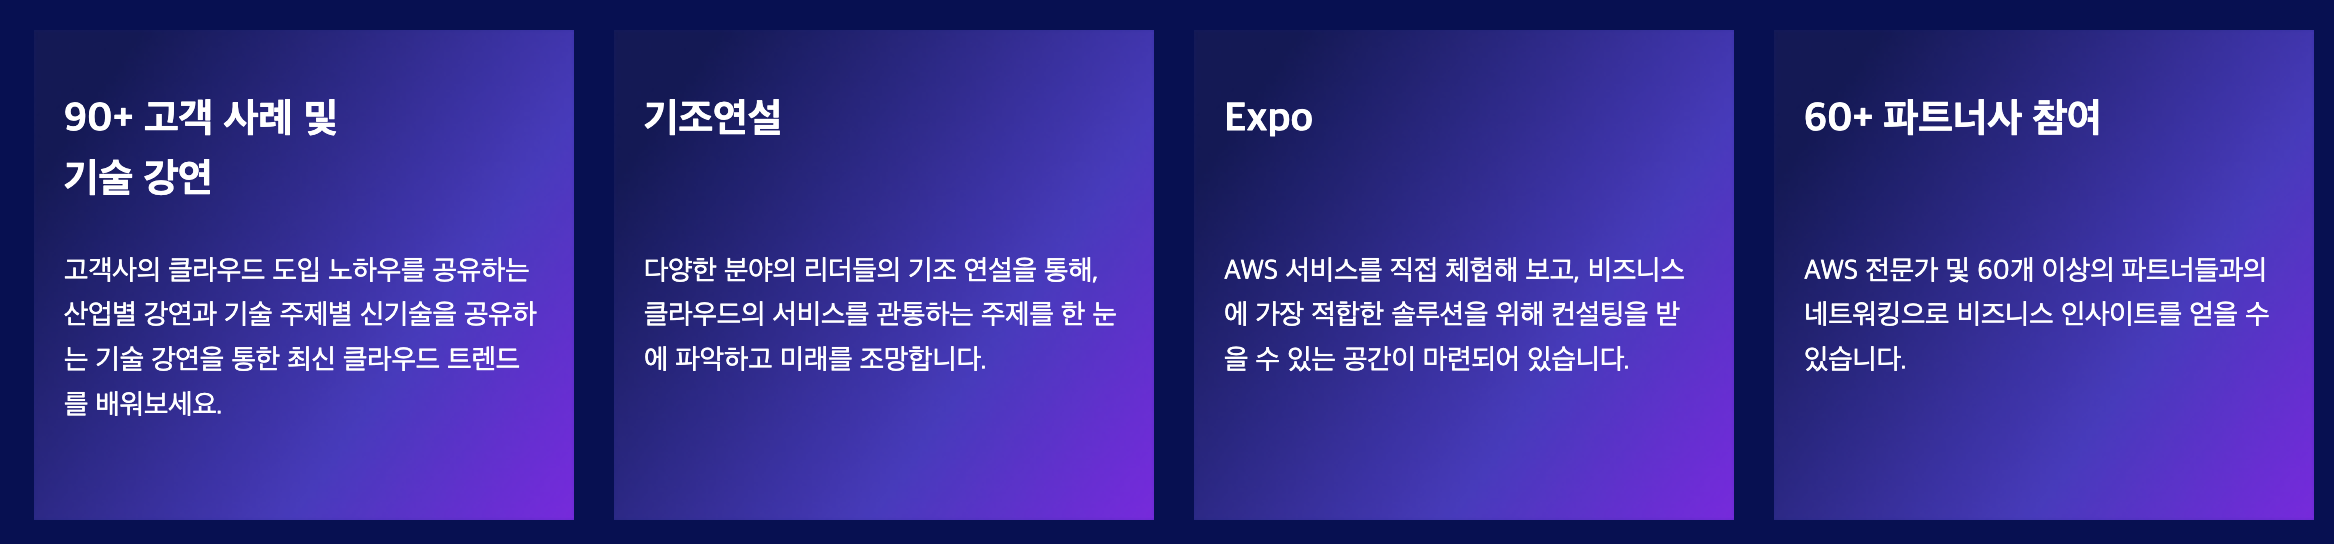 90+ 고객 사례 및
기술 강연
고객사의 클라우드 도입 노하우를 공유하는
산업별 강연과 기술 주제별 신기술을 공유하
는 기술 강연을 통한 최신 클라우드 트렌드
를 배워보세요.
기조연설
다양한 분야의 리더들의 기조 연설을 통해,
클라우드의 서비스를 관통하는 주제를 한 눈
에 파악하고 미래를 조망합니다.
Expo
AWS 서비스를 직접 체험해 보고, 비즈니스
에 가장 적합한 솔루션을 위해 컨설팅을 받
을 수 있는 공간이 마련되어 있습니다.
60+ 파트너사 참여
AWS 전문가 및 60개 이상의 파트너들과의
네트워킹으로 비즈니스 인사이트를 얻을 수
있습니다.